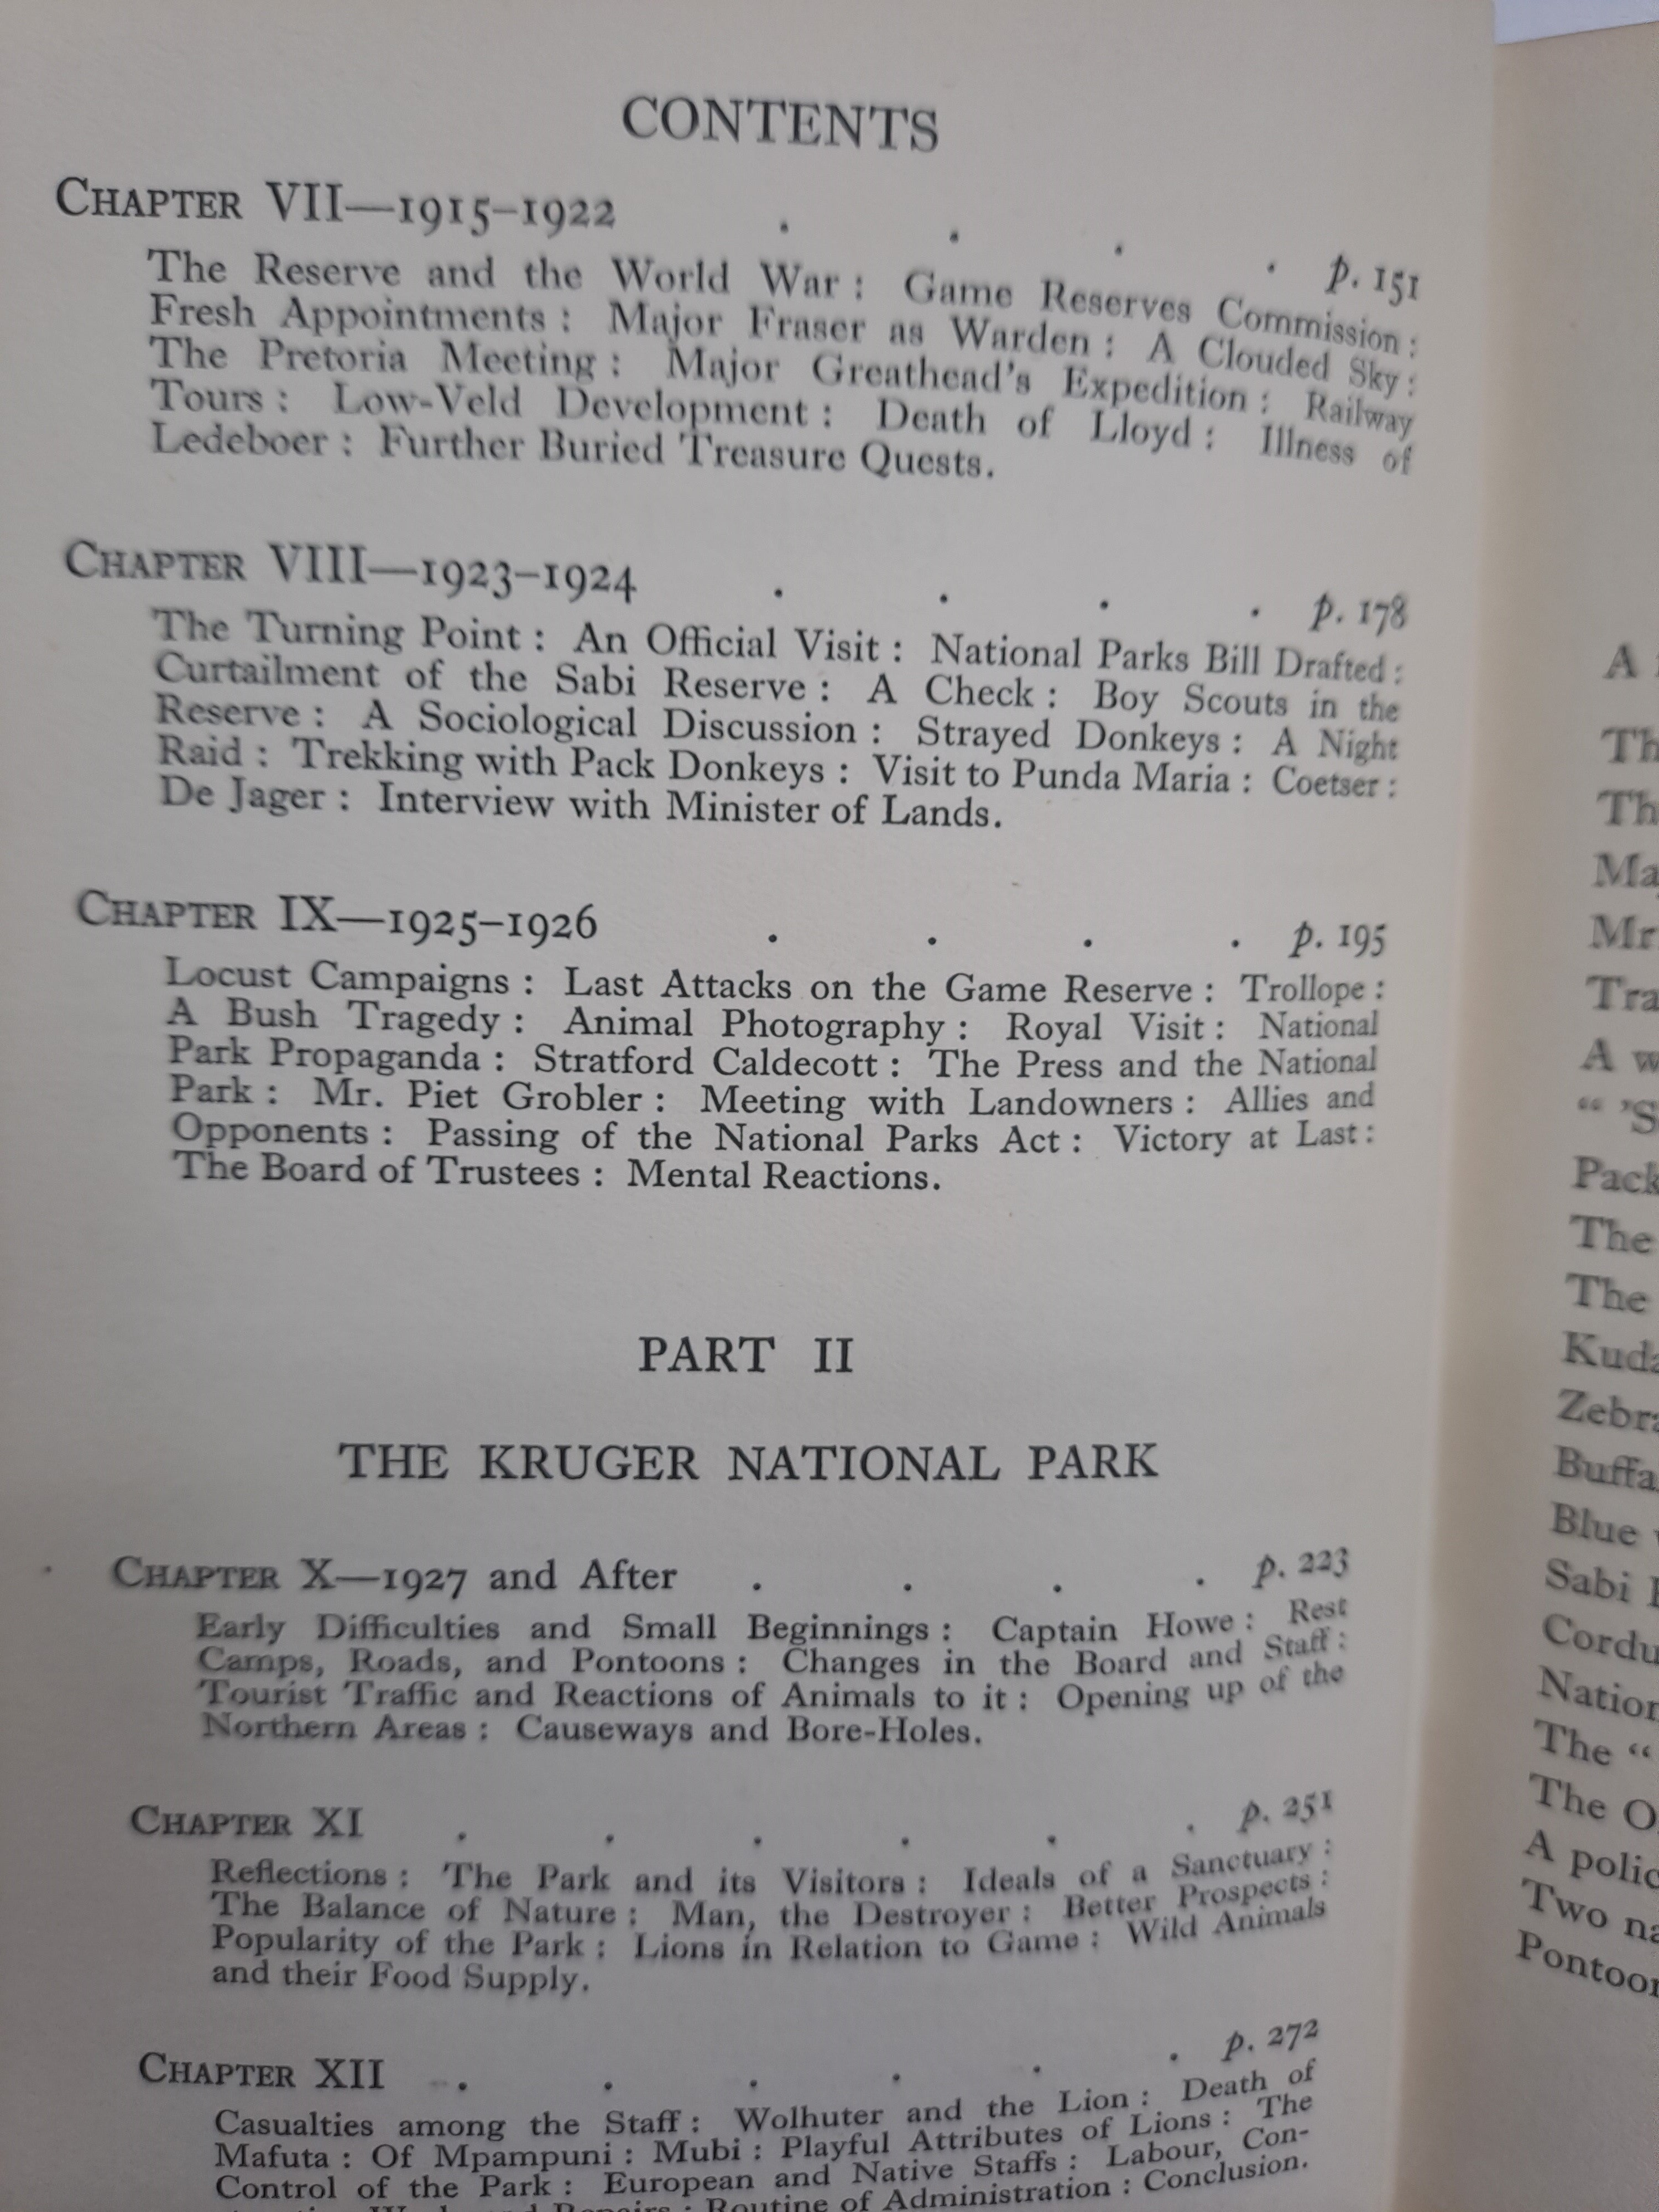 CONTENTS
CHAPTER VII—1915–1922 . . . . p. 151
The Reserve and the World War : Game Reserves Commission :
Fresh Appointments : Major Fraser as Warden : A Clouded Sky :
The Pretoria Meeting : Major Greathead's Expedition : Railway
Tours : Low-Veld Development : Death of Lloyd : Illness of
Ledeboer : Further Buried Treasure Quests.
CHAPTER VIII—1923–1924 . . . . p. 178
The Turning Point : An Official Visit : National Parks Bill Drafted :
Curtailment of the Sabi Reserve : A Check : Boy Scouts in the
Reserve : A Sociological Discussion : Strayed Donkeys : A Night
Raid : Trekking with Pack Donkeys : Visit to Punda Maria : Coetser :
De Jager : Interview with Minister of Lands.
CHAPTER IX—1925–1926 . . . . p. 195
Locust Campaigns : Last Attacks on the Game Reserve : Trollope :
A Bush Tragedy : Animal Photography : Royal Visit : National
Park Propaganda : Stratford Caldecott : The Press and the National
Park : Mr. Piet Grobler : Meeting with Landowners : Allies and
Opponents : Passing of the National Parks Act : Victory at Last :
The Board of Trustees : Mental Reactions.
PART II
THE KRUGER NATIONAL PARK
CHAPTER X—1927 and After . . . . p. 223
Early Difficulties and Small Beginnings : Captain Howe : Rest
Camps, Roads, and Pontoons : Changes in the Board and Staff :
Tourist Traffic and Reactions of Animals to it : Opening up of the
Northern Areas : Causeways and Bore-Holes.
CHAPTER XI . . . . . . p. 251
Reflections : The Park and its Visitors : Ideals of a Sanctuary :
The Balance of Nature : Man, the Destroyer : Better Prospects :
Popularity of the Park : Lions in Relation to Game : Wild Animals
and their Food Supply.
CHAPTER XII . . . . . . p. 272
Casualties among the Staff : Wolhuter and the Lion : Death of
Mafuta : Of Mpampuni : Mubi : Playful Attributes of Lions : The
Control of the Park : European and Native Staffs : Labour, Con-
Routine of Administration : Conclusion.
A
Th
Th
Ma
Mr
Tra
A w
“ 'S
Pack
The
The
Kud
Zebr
Buffa
Blue
Sabi
Cordu
Nation
The “
The O
A polic
Two na
Pontoo